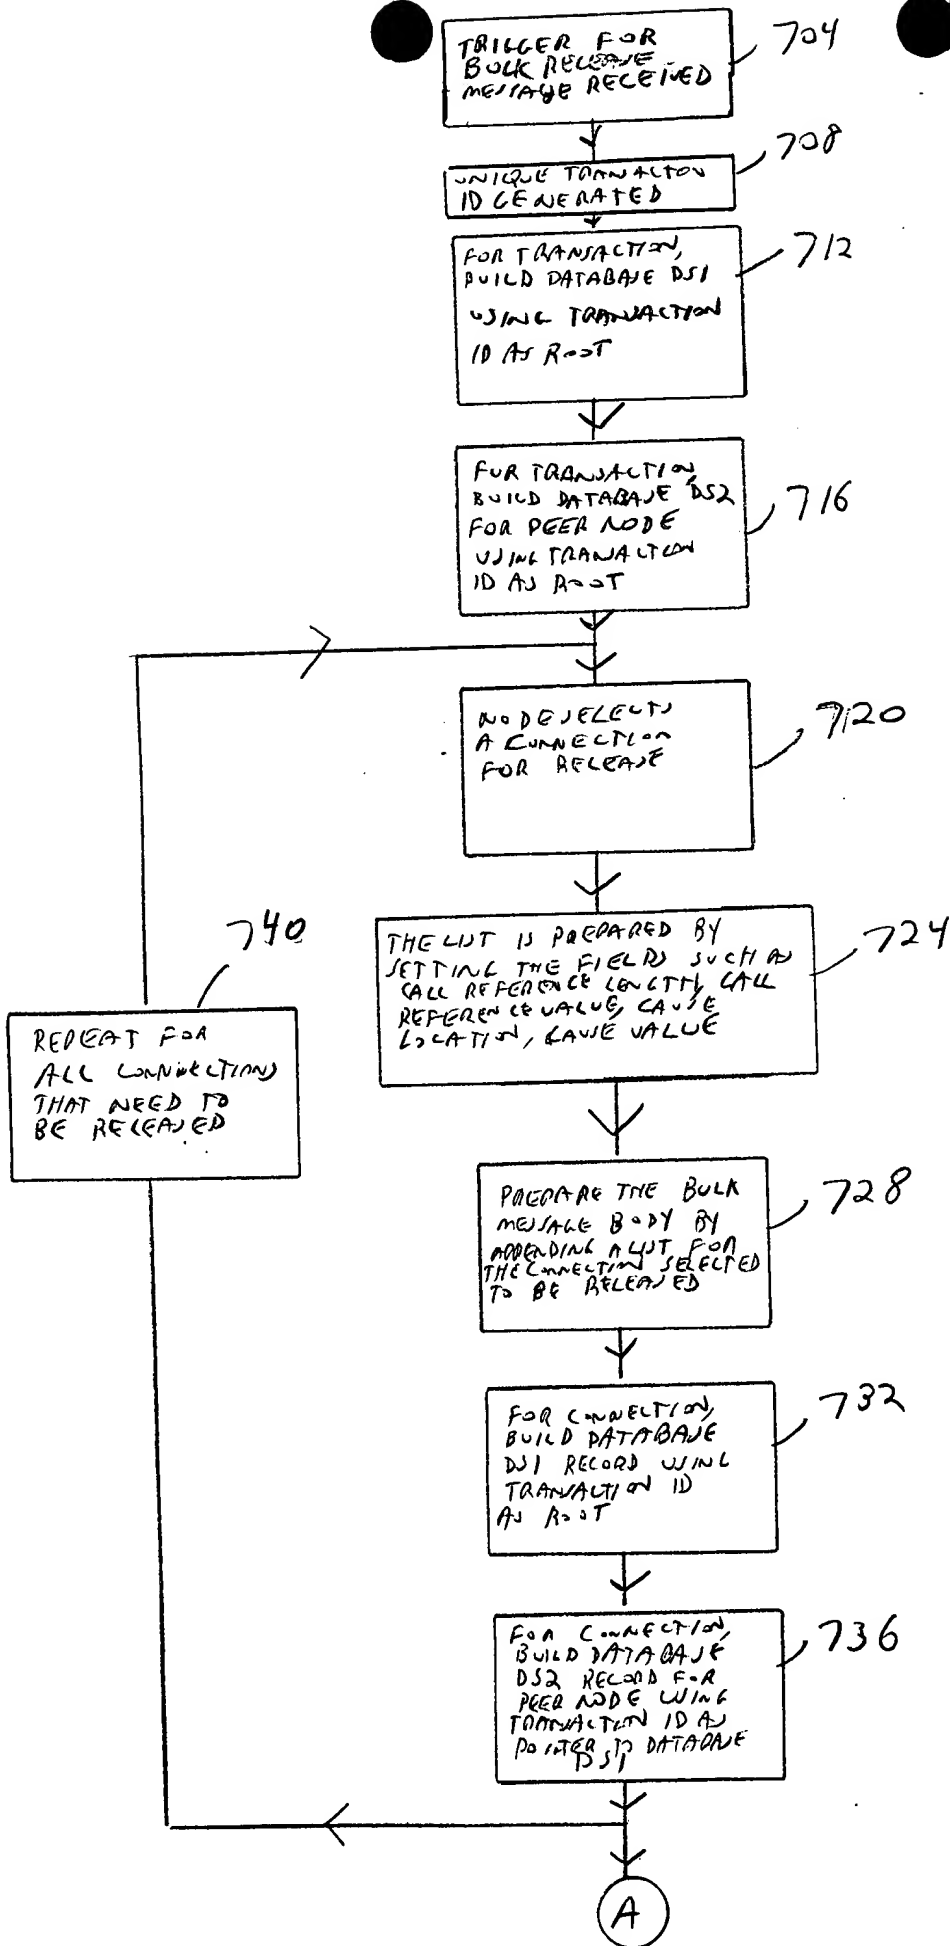 TRIGGER FOR
BULK RELEASE
MESSAGE RECEIVED
704
UNIQUE TRANACTON
ID GENERATED
708
FOR TRANSACTION,
BUILD DATABASE DS1
USING TRANSACTION
ID AS ROOT
712
FOR TRANSACTION,
BUILD DATABASE DS2
FOR PEER NODE
USING TRANSACTION
ID AS ROOT
716
NODE SELECTS
A CONNECTION
FOR RELEASE
720
THE LIST IS PREPARED BY
SETTING THE FIELDS SUCH AS
CALL REFERENCE LENGTH, CALL
REFERENCE VALUE, CAUSE
LOCATION, CAUSE VALUE
724
740
REPEAT FOR
ALL CONNECTIONS
THAT NEED TO
BE RELEASED
PREPARE THE BULK
MESSAGE BODY BY
APPENDING A LIST FOR
THE CONNECTION SELECTED
TO BE RELEASED
728
FOR CONNECTION,
BUILD DATABASE
DS1 RECORD USING
TRANSACTION ID
AS ROOT
732
FOR CONNECTION,
BUILD DATABASE
DS2 RECORD FOR
PEER NODE USING
TRANSACTION ID AS
POINTER TO DATABASE
DS1
736
A